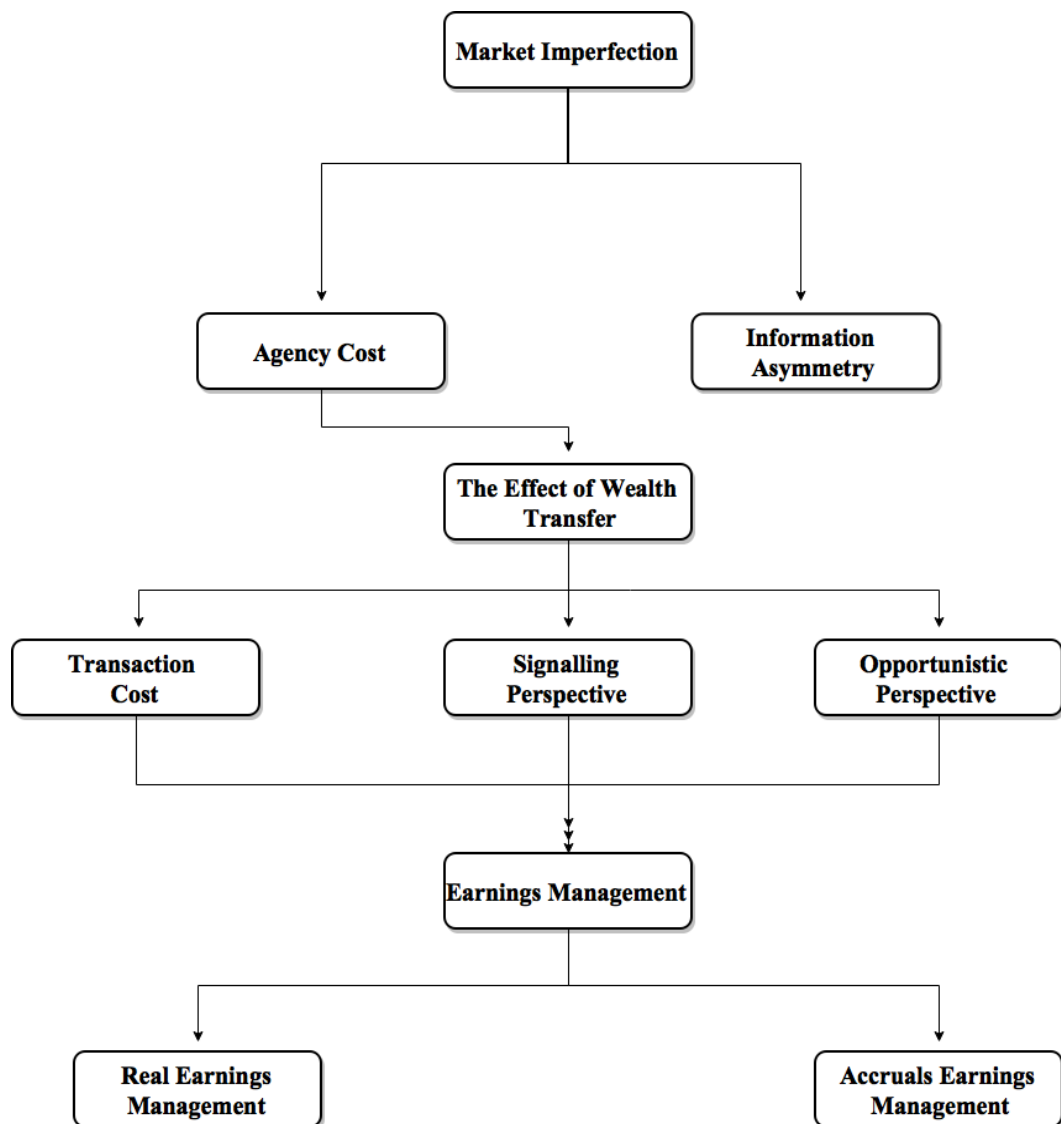 Market Imperfection
Agency Cost
Information
Asymmetry
The Effect of Wealth
Transfer
Transaction
Cost
Signalling
Perspective
Opportunistic
Perspective
Earnings Management
Real Earnings
Management
Accruals Earnings
Management